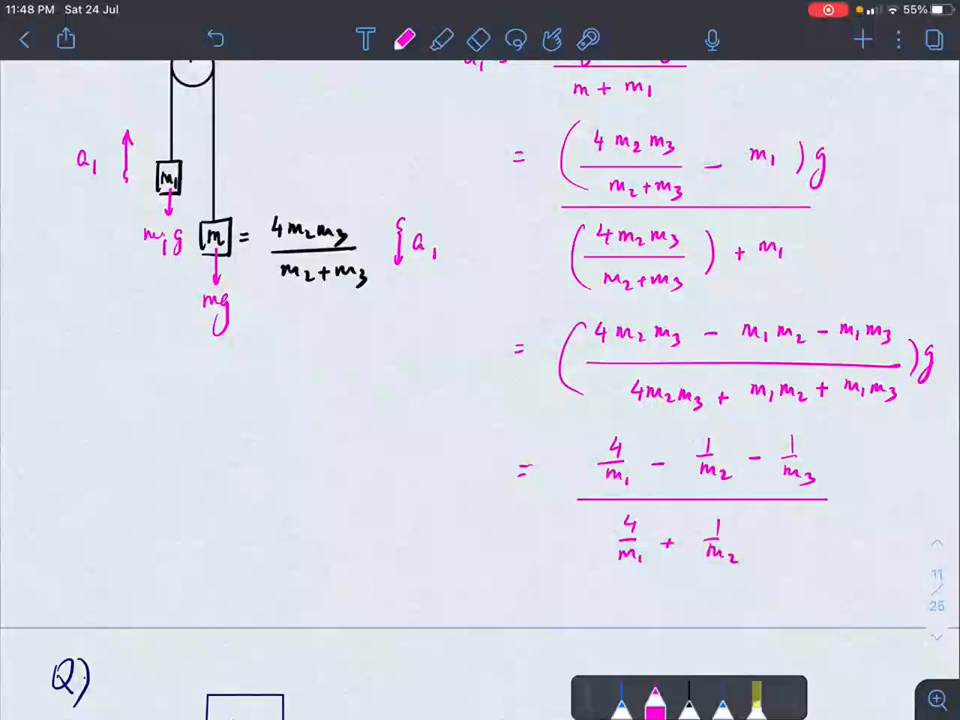 11:48 PM Sat 24 Jul
55%
m + m₁
a₁
m₁
m₁g
m = 4m₂m₃ / m₂+m₃
a₁
mg
= (4m₂m₃ / m₂+m₃ - m₁)g / (4m₂m₃ / m₂+m₃) + m₁
= (4m₂m₃ - m₁m₂ - m₁m₃ / 4m₂m₃ + m₁m₂ + m₁m₃)g
= 4/m₁ - 1/m₂ - 1/m₃ / 4/m₁ + 1/m₂
11
/
25
Q)